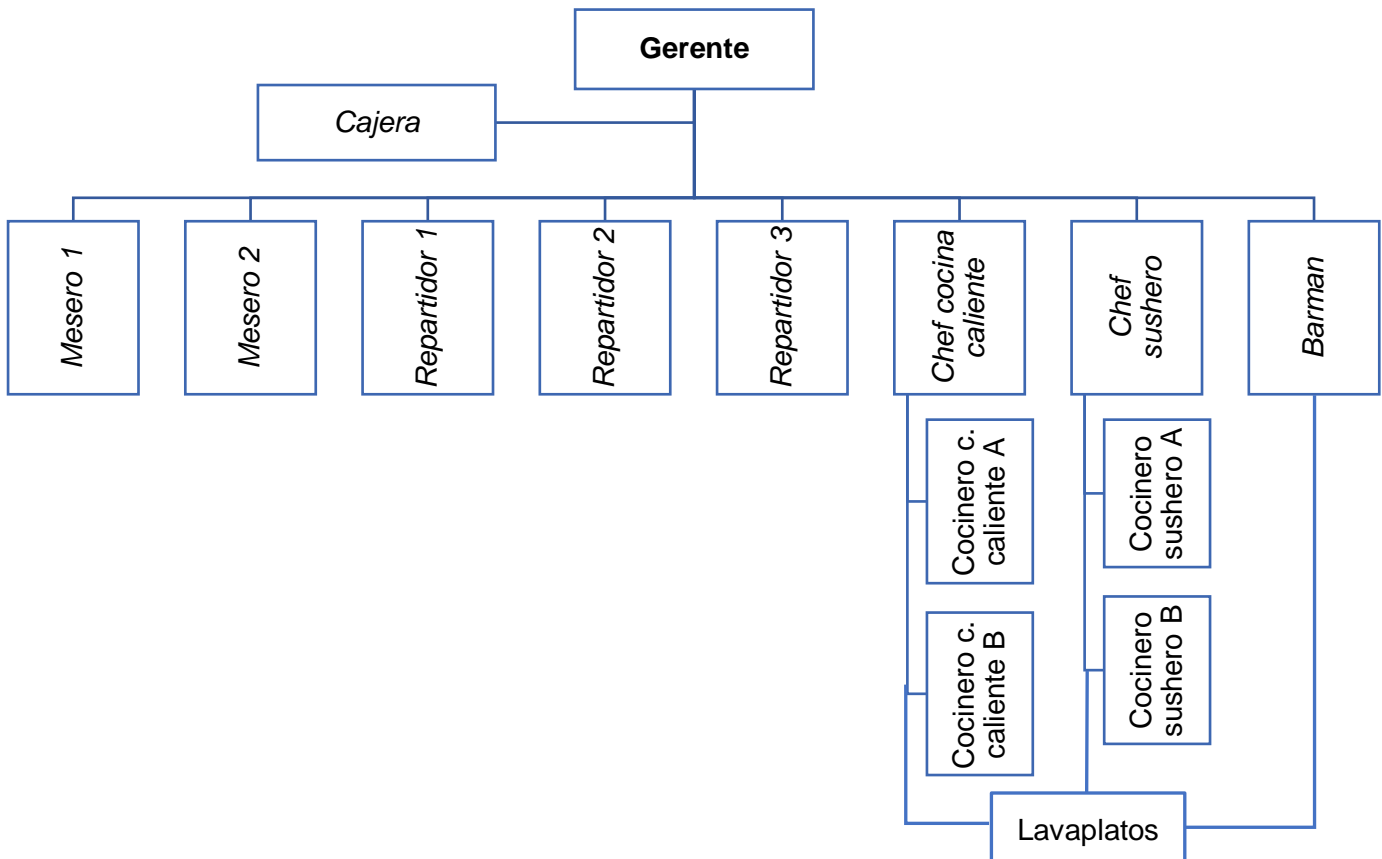 Gerente
Cajera
Mesero 1
Mesero 2
Repartidor 1
Repartidor 2
Repartidor 3
Chef cocina
caliente
Chef
sushero
Barman
Cocinero c.
caliente A
Cocinero
sushero A
Cocinero c.
caliente B
Cocinero
sushero B
Lavaplatos